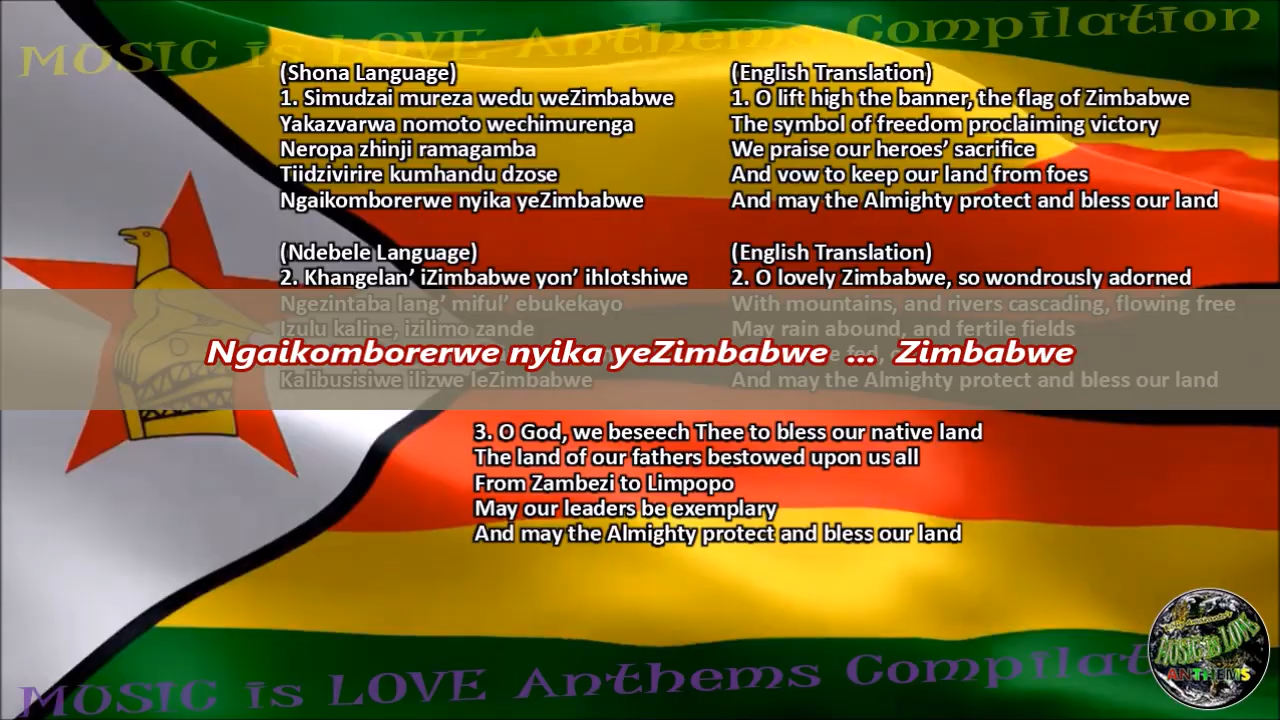 MUSIC is LOVE Anthems Compilation
(Shona Language)
1. Simudzai mureza wedu weZimbabwe
Yakazvarwa nomoto wechimurenga
Neropa zhinji ramagamba
Tiidzivirire kumhandu dzose
Ngaikomborerwe nyika yeZimbabwe
(English Translation)
1. O lift high the banner, the flag of Zimbabwe
The symbol of freedom proclaiming victory
We praise our heroes' sacrifice
And vow to keep our land from foes
And may the Almighty protect and bless our land
(Ndebele Language)
2. Khangelan' iZimbabwe yon' ihlotshiwe
Ngezintaba lang' miful' ebukekayo
Izulu kaline, izilimo zande
Kalibusisiwe ilizwe leZimbabwe
(English Translation)
2. O lovely Zimbabwe, so wondrously adorned
With mountains, and rivers cascading, flowing free
May rain abound, and fertile fields
fed,
And may the Almighty protect and bless our land
Ngaikomborerwe nyika yeZimbabwe ... Zimbabwe
3. O God, we beseech Thee to bless our native land
The land of our fathers bestowed upon us all
From Zambezi to Limpopo
May our leaders be exemplary
And may the Almighty protect and bless our land
MUSIC is LOVE Anthems Compilat
MUSIC is LOVE
ANTHEMS